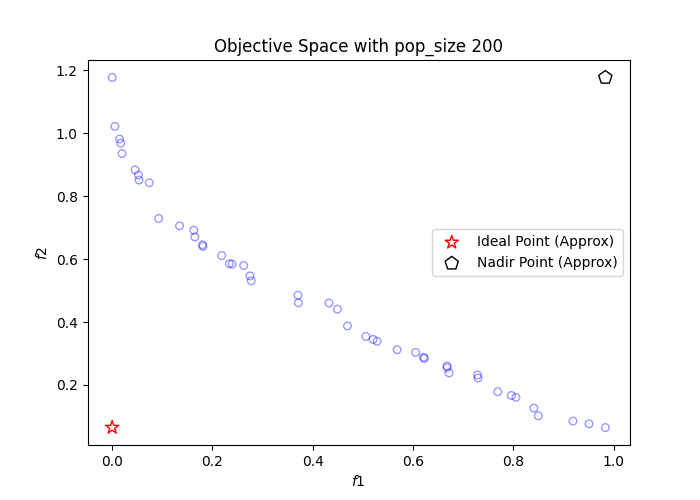 Objective Space with pop_size 200
1.2
1.0
0.8
0.6
0.4
0.2
f2
Ideal Point (Approx)
Nadir Point (Approx)
0.0 0.2 0.4 0.6 0.8 1.0
f1